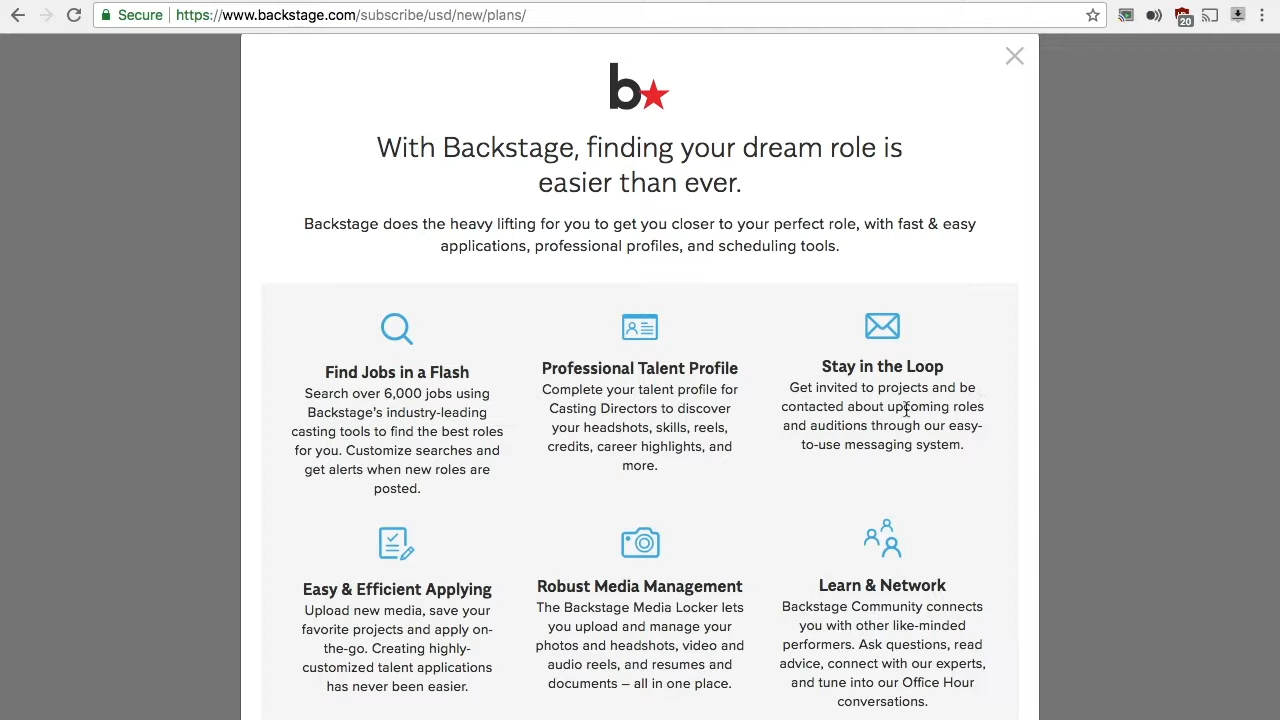 Secure
https://www.backstage.com/subscribe/usd/new/plans/
20
b
With Backstage, finding your dream role is
easier than ever.
Backstage does the heavy lifting for you to get you closer to your perfect role, with fast & easy
applications, professional profiles, and scheduling tools.
Find Jobs in a Flash
Search over 6,000 jobs using
Backstage's industry-leading
casting tools to find the best roles
for you. Customize searches and
get alerts when new roles are
posted.
Professional Talent Profile
Complete your talent profile for
Casting Directors to discover
your headshots, skills, reels,
credits, career highlights, and
more.
Stay in the Loop
Get invited to projects and be
contacted about upcoming roles
and auditions through our easy-
to-use messaging system.
Easy & Efficient Applying
Upload new media, save your
favorite projects and apply on-
the-go. Creating highly-
customized talent applications
has never been easier.
Robust Media Management
The Backstage Media Locker lets
you upload and manage your
photos and headshots, video and
audio reels, and resumes and
documents – all in one place.
Learn & Network
Backstage Community connects
you with other like-minded
performers. Ask questions, read
advice, connect with our experts,
and tune into our Office Hour
conversations.